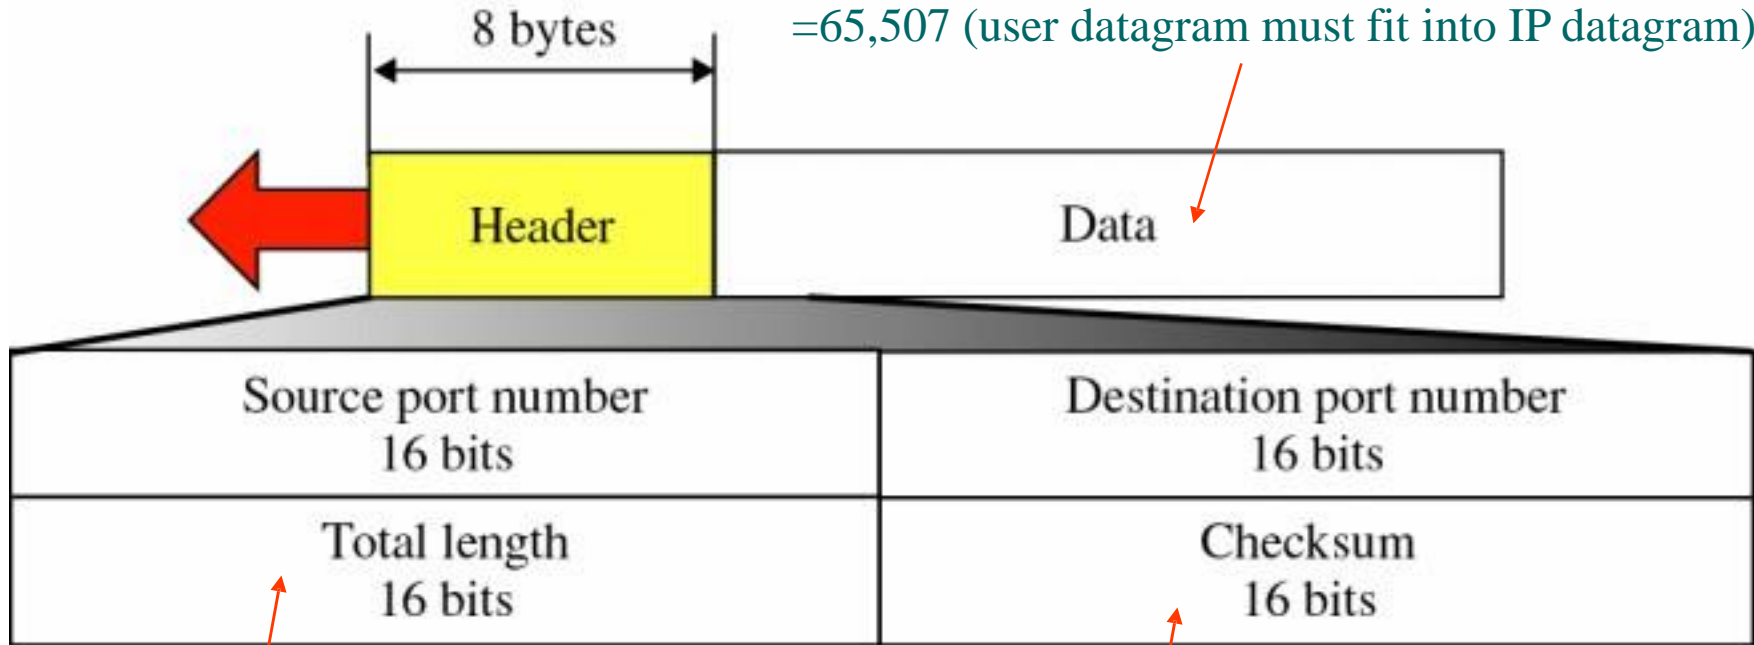 =65,507 (user datagram must fit into IP datagram)
8 bytes
Header
Data
Source port number
16 bits
Destination port number
16 bits
Total length
16 bits
Checksum
16 bits